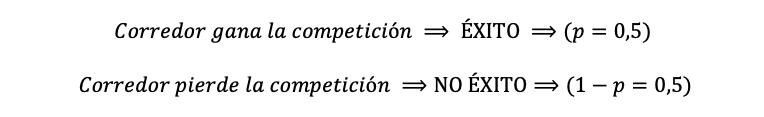 Corredor gana la competición ⟹ ÉXITO ⟹ (p = 0,5)
Corredor pierde la competición ⟹ NO ÉXITO ⟹ (1 − p = 0,5)